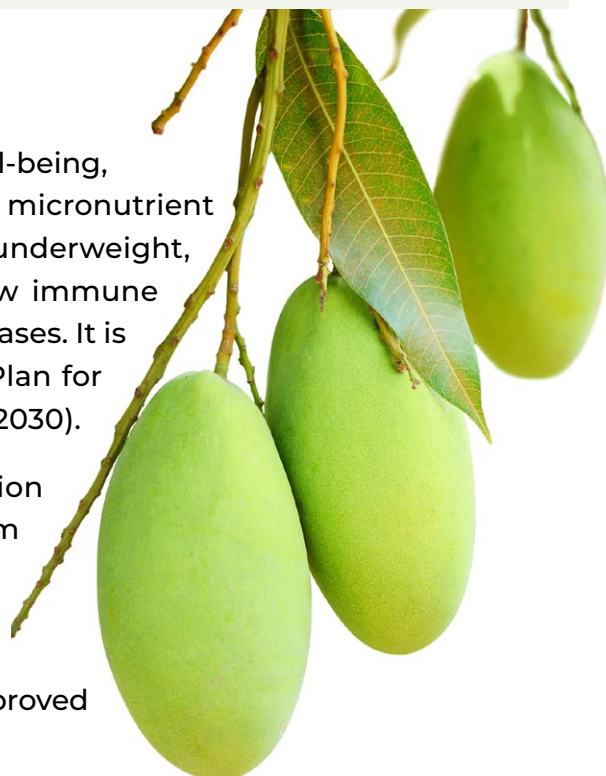 l-being,
micronutrient
underweight,
w immune
ases. It is
Plan for
2030).
ion
m
proved